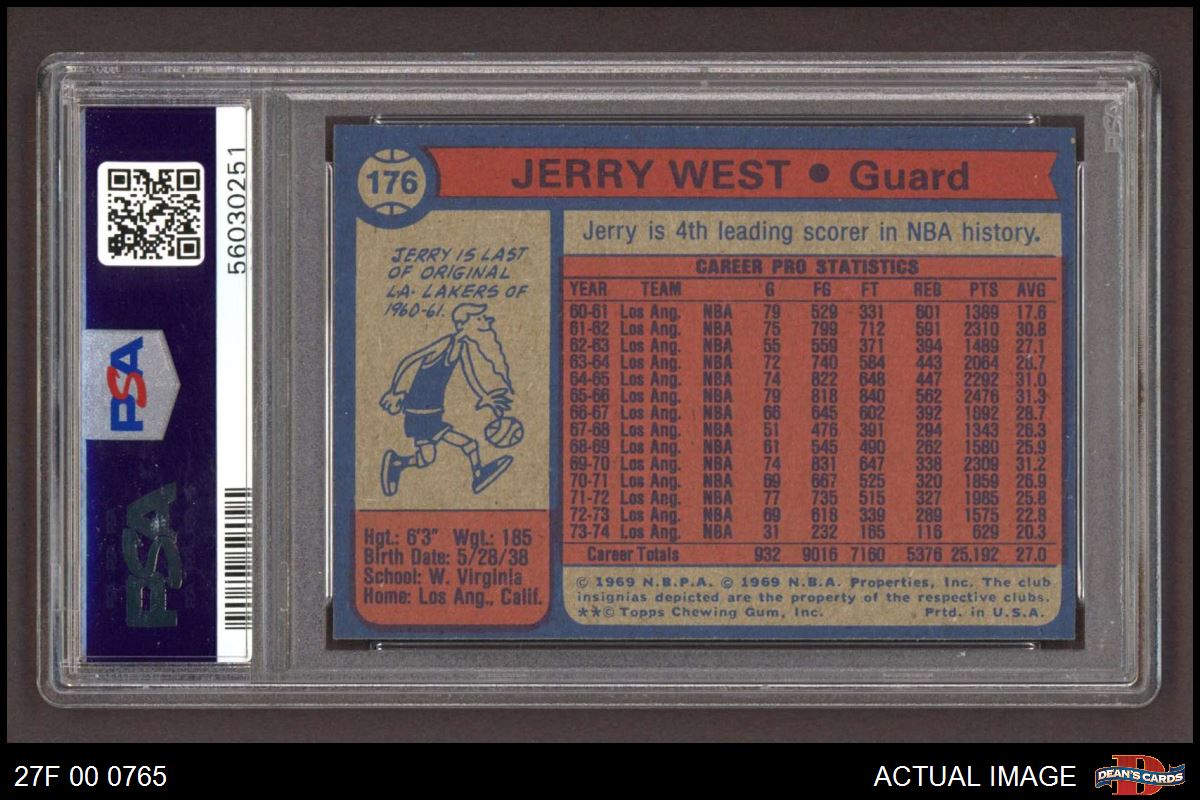 56030251
PSA
PSA
176
JERRY WEST • Guard
JERRY IS LAST
OF ORIGINAL
LA. LAKERS OF
1960-61.
Hgt.: 6'3" Wgt.: 185
Birth Date: 5/28/38
School: W. Virginia
Home: Los Ang., Calif.
Jerry is 4th leading scorer in NBA history.
CAREER PRO STATISTICS
YEAR TEAM G FG FT REB PTS AVG
60-61 Los Ang. NBA 79 529 331 601 1389 17.6
61-62 Los Ang. NBA 75 799 712 591 2310 30.8
62-63 Los Ang. NBA 55 559 371 394 1489 27.1
63-64 Los Ang. NBA 72 740 584 443 2064 28.7
64-65 Los Ang. NBA 74 822 648 447 2292 31.0
65-66 Los Ang. NBA 79 818 840 562 2476 31.3
66-67 Los Ang. NBA 66 645 602 392 1892 28.7
67-68 Los Ang. NBA 51 476 391 294 1343 26.3
68-69 Los Ang. NBA 61 545 490 262 1580 25.9
69-70 Los Ang. NBA 74 831 647 338 2309 31.2
70-71 Los Ang. NBA 69 667 525 320 1859 26.9
71-72 Los Ang. NBA 77 735 515 327 1985 25.8
72-73 Los Ang. NBA 69 618 339 289 1575 22.8
73-74 Los Ang. NBA 31 232 165 116 629 20.3
Career Totals 932 9016 7160 5376 25,192 27.0
© 1969 N.B.P.A. © 1969 N.B.A. Properties, Inc. The club
insignias depicted are the property of the respective clubs.
**© Topps Chewing Gum, Inc. Prtd. in U.S.A.
27F 00 0765
ACTUAL IMAGE
D
DEAN'S CARDS